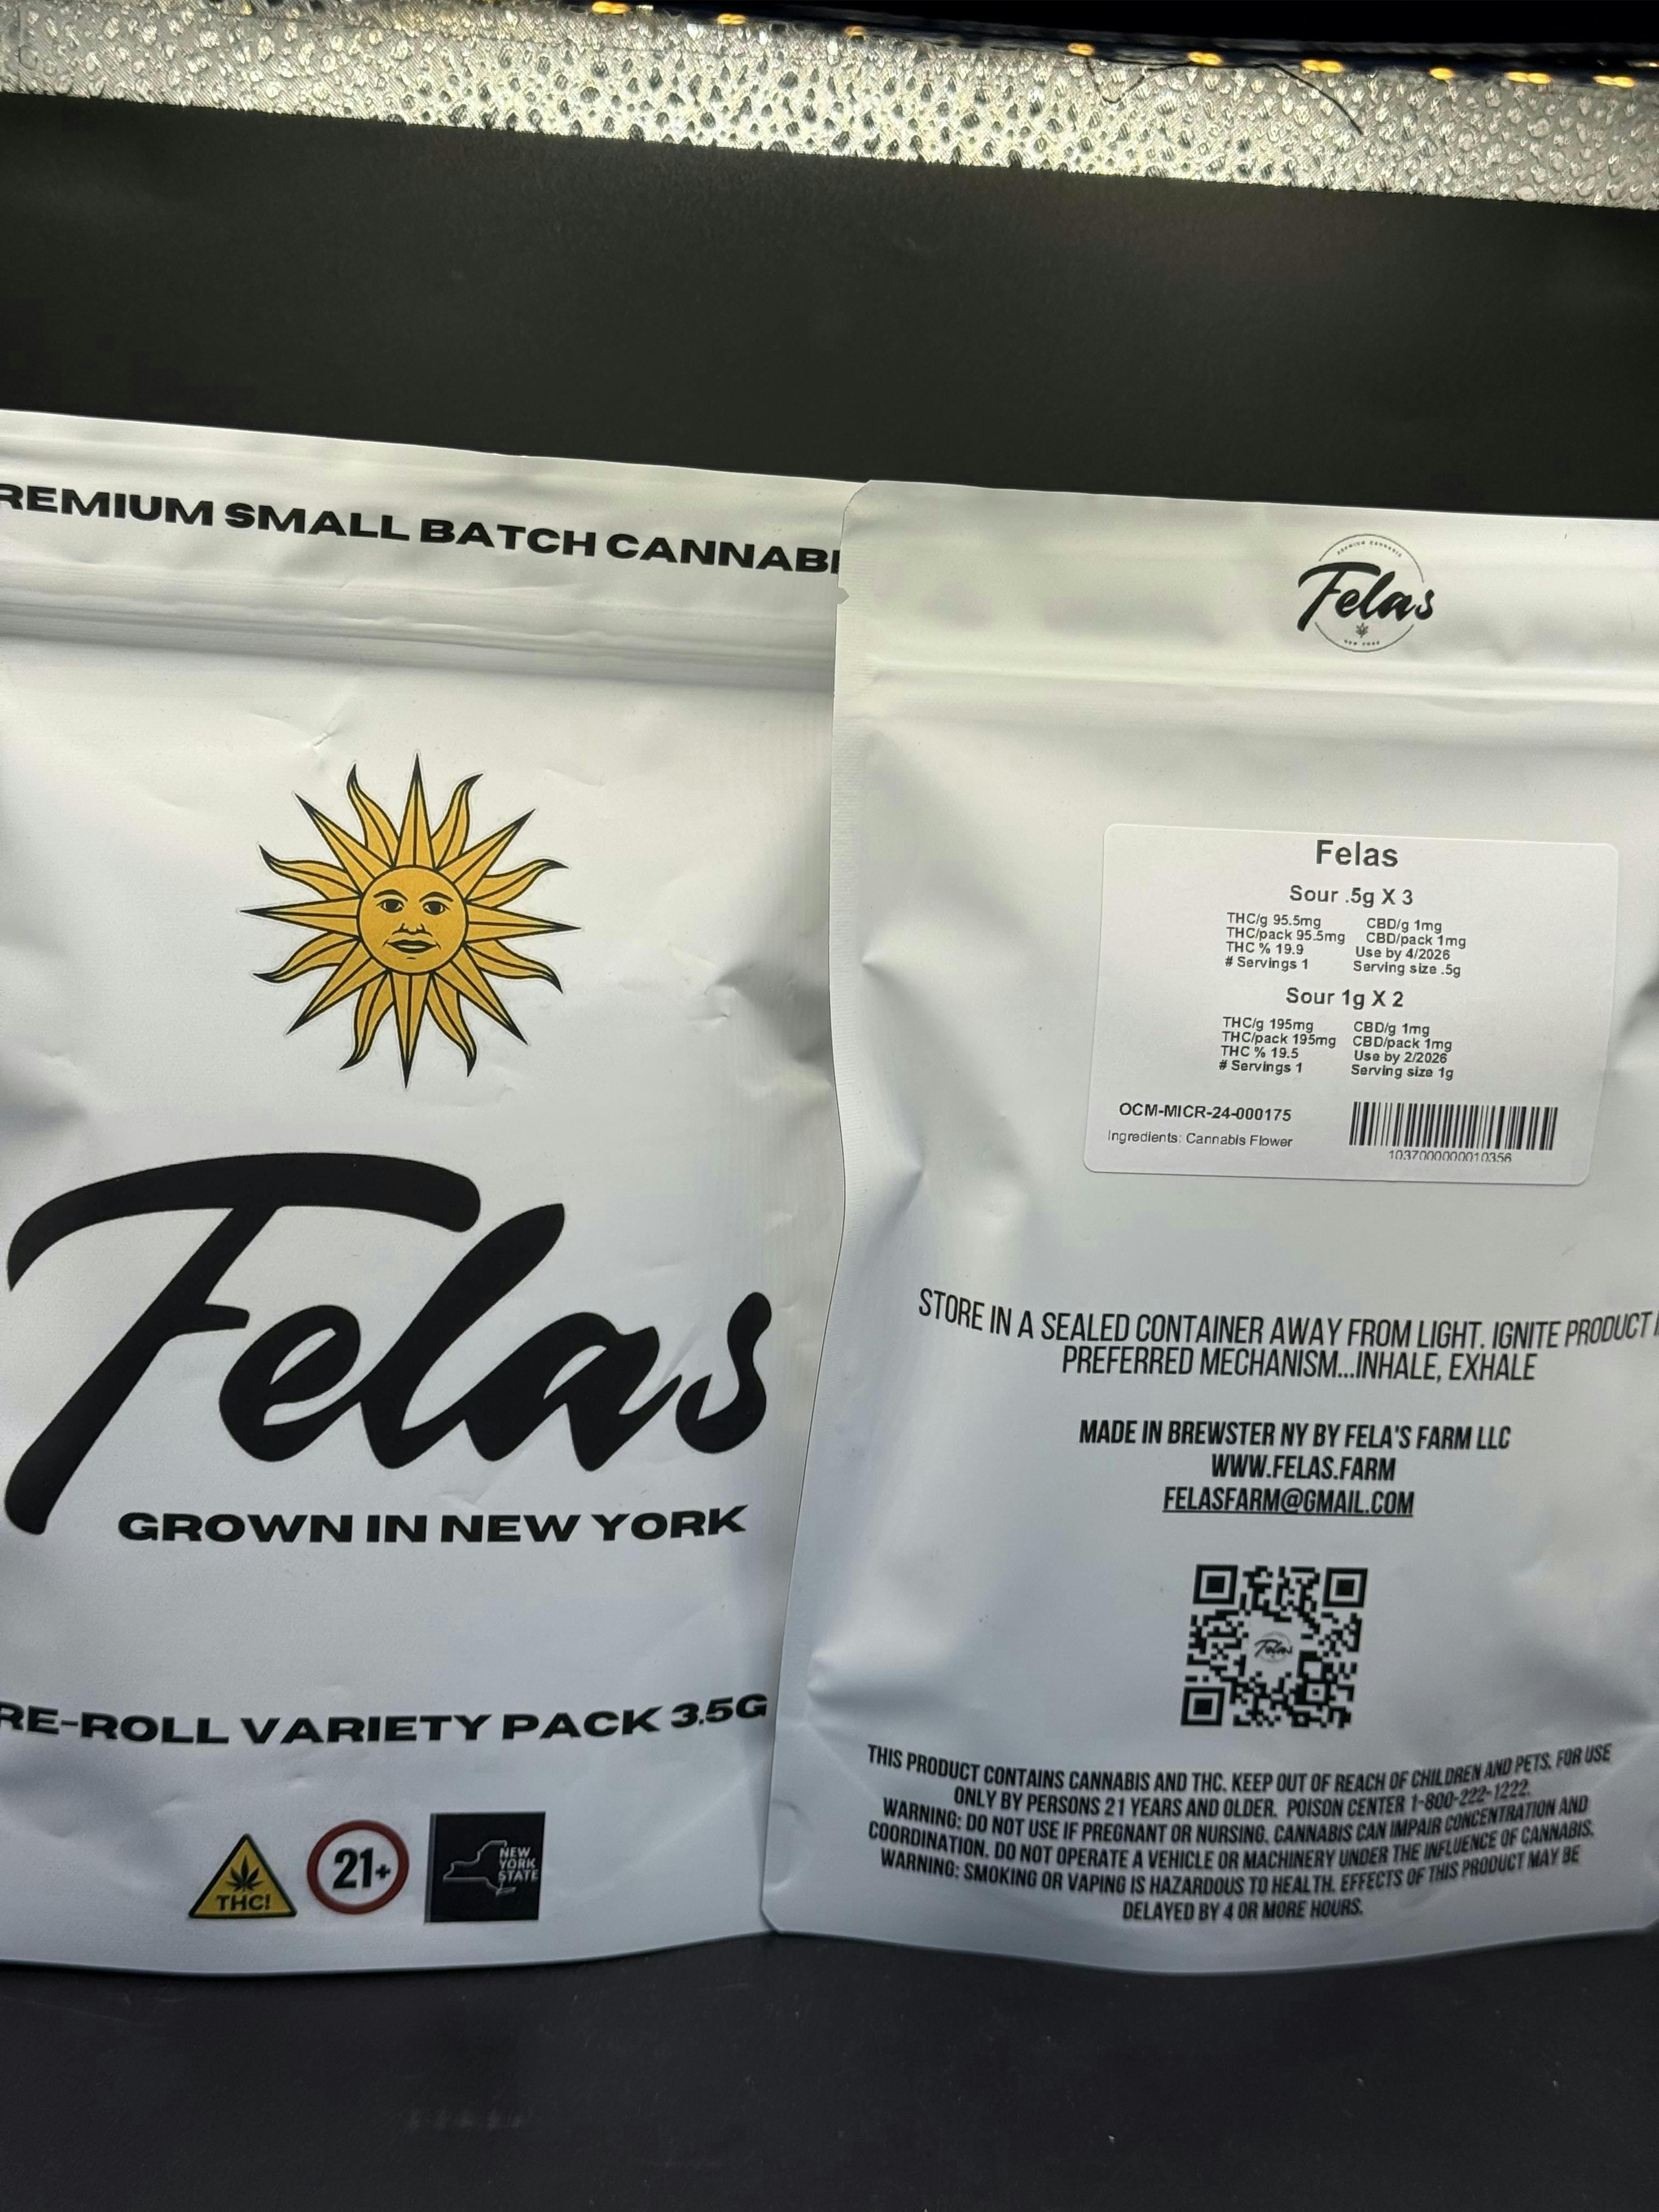 REMIUM SMALL BATCH CANNABI
Felas
GROWN IN NEW YORK
RE-ROLL VARIETY PACK 3.5G
THC!
21+
NEW
YORK
STATE
PREMIUM CANNABIS
Felas
NEW YORK
Felas
Sour .5g X 3
THC/g 95.5mg CBD/g 1mg
THC/pack 95.5mg CBD/pack 1mg
THC % 19.9 Use by 4/2026
# Servings 1 Serving size .5g
Sour 1g X 2
THC/g 195mg CBD/g 1mg
THC/pack 195mg CBD/pack 1mg
THC % 19.5 Use by 2/2026
# Servings 1 Serving size 1g
OCM-MICR-24-000175
Ingredients: Cannabis Flower
1037000000010356
STORE IN A SEALED CONTAINER AWAY FROM LIGHT. IGNITE PRODUCT
PREFERRED MECHANISM...INHALE, EXHALE
MADE IN BREWSTER NY BY FELA'S FARM LLC
WWW.FELAS.FARM
FELASFARM@GMAIL.COM
Felas
THIS PRODUCT CONTAINS CANNABIS AND THC. KEEP OUT OF REACH OF CHILDREN AND PETS. FOR USE
ONLY BY PERSONS 21 YEARS AND OLDER. POISON CENTER 1-800-222-1222.
WARNING: DO NOT USE IF PREGNANT OR NURSING. CANNABIS CAN IMPAIR CONCENTRATION AND
COORDINATION. DO NOT OPERATE A VEHICLE OR MACHINERY UNDER THE INFLUENCE OF CANNABIS.
WARNING: SMOKING OR VAPING IS HAZARDOUS TO HEALTH. EFFECTS OF THIS PRODUCT MAY BE
DELAYED BY 4 OR MORE HOURS.